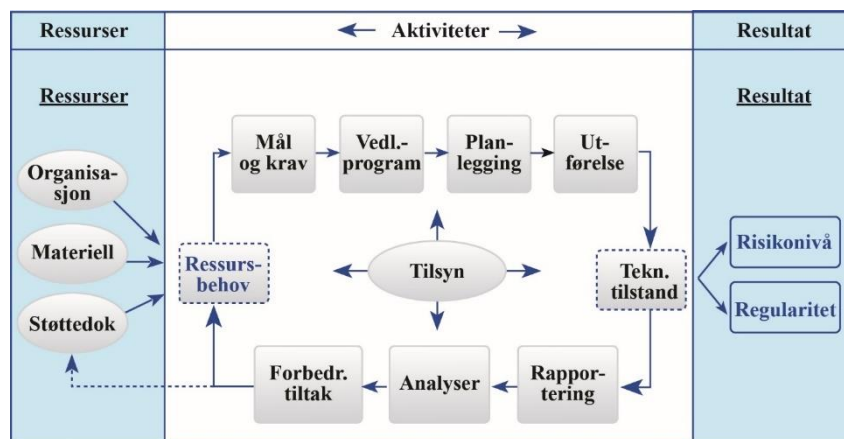 Ressurser
Aktiviteter
Resultat
Ressurser
Resultat
Organisa-
sjon
Materiell
Støttedok
Ressurs-
behov
Mål
og krav
Vedl.-
program
Plan-
legging
Ut-
førelse
Tilsyn
Tekn.
tilstand
Risikonivå
Regularitet
Forbedr.
tiltak
Analyser
Rappor-
tering